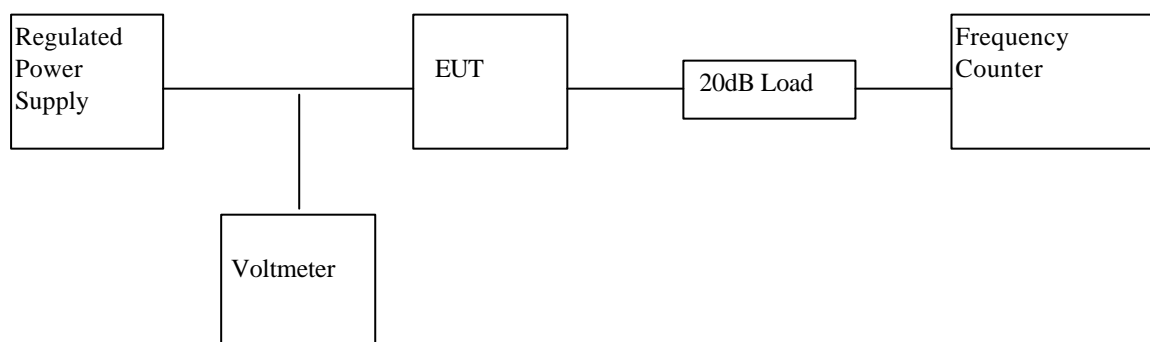 Regulated
Power
Supply
EUT
20dB Load
Frequency
Counter
Voltmeter